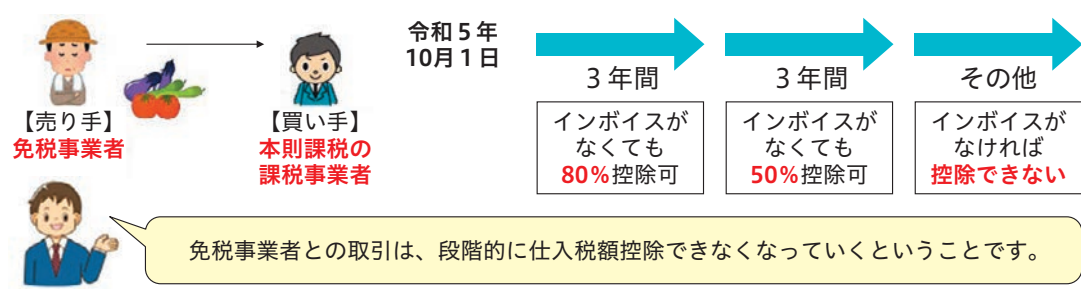 【売り手】
免税事業者
【買い手】
本則課税の
課税事業者
令和5年
10月1日
3年間
インボイスが
なくても
80%控除可
3年間
インボイスが
なくても
50%控除可
その他
インボイスが
なければ
控除できない
免税事業者との取引は、段階的に仕入税額控除できなくなっていくということです。